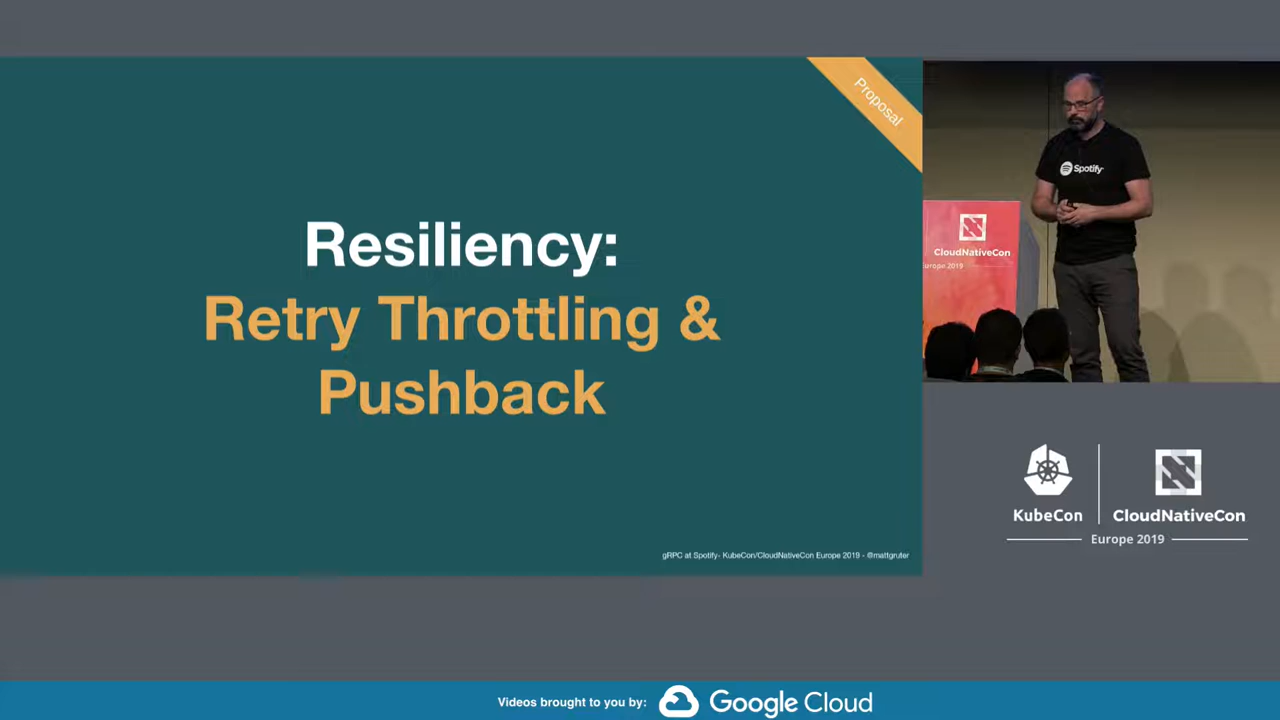 Proposal
Resiliency:
Retry Throttling &
Pushback
gRPC at Spotify- KubeCon/CloudNativeCon Europe 2019 - @mattgruter
Spotify
CloudNativeCon
urope 2019
KubeCon
CloudNativeCon
Europe 2019
Videos brought to you by:
Google Cloud